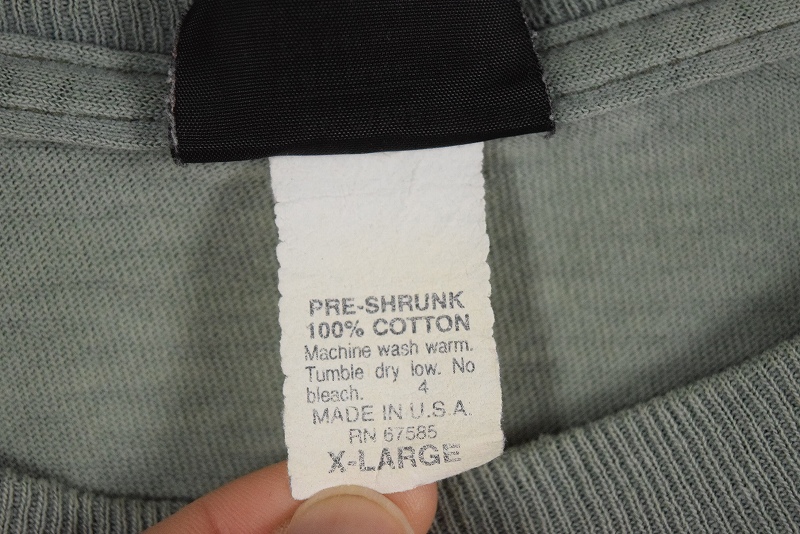 PRE-SHRUNK
100% COTTON
Machine wash warm.
Tumble dry low. No
bleach. 4
MADE IN U.S.A.
RN 67585
X-LARGE